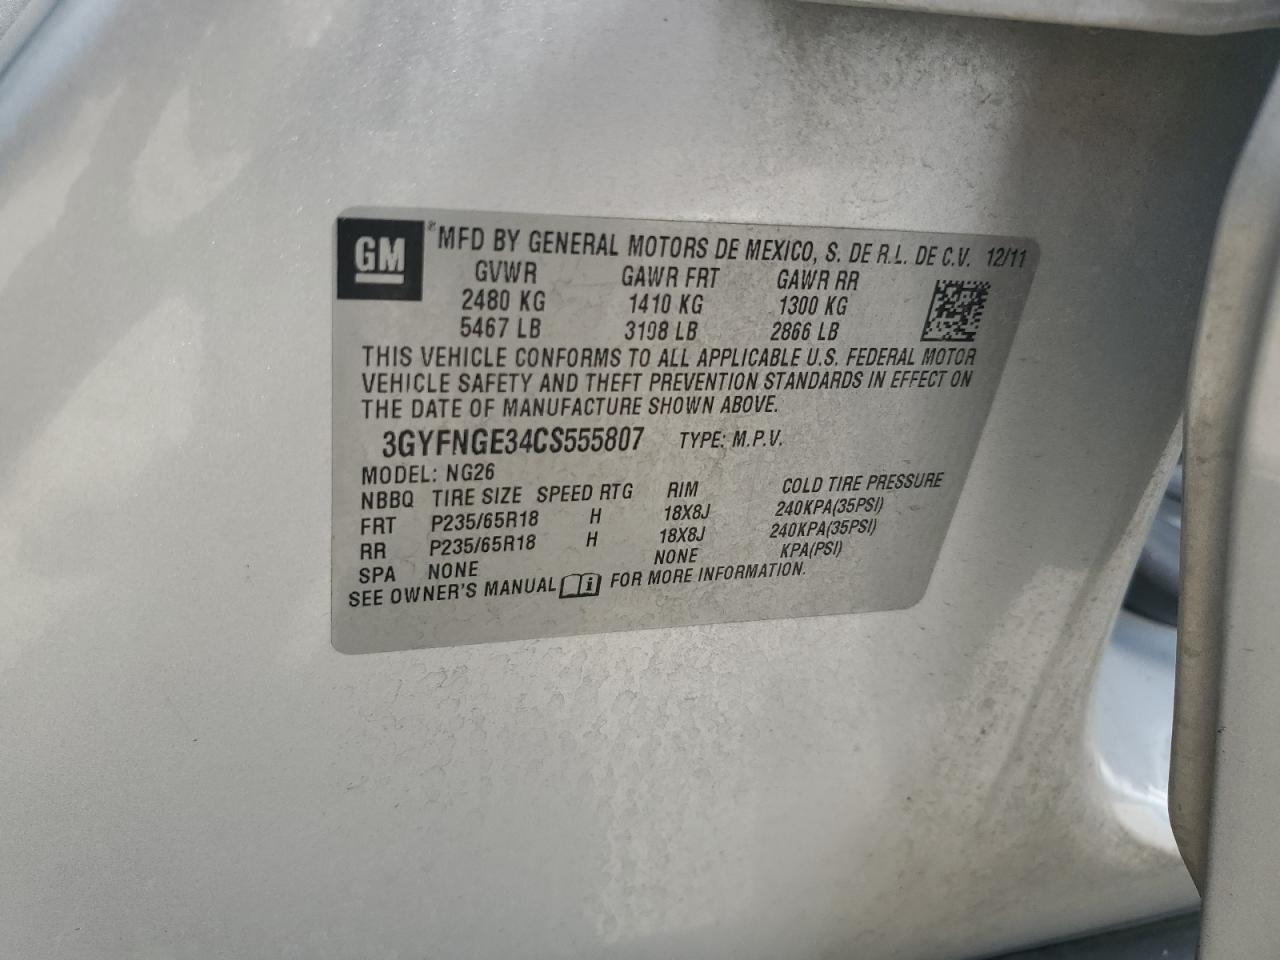 GM
® MFD BY GENERAL MOTORS DE MEXICO, S. DE R.L. DE C.V. 12/11
GVWR GAWR FRT GAWR RR
2480 KG 1410 KG 1300 KG
5467 LB 3108 LB 2866 LB
THIS VEHICLE CONFORMS TO ALL APPLICABLE U.S. FEDERAL MOTOR
VEHICLE SAFETY AND THEFT PREVENTION STANDARDS IN EFFECT ON
THE DATE OF MANUFACTURE SHOWN ABOVE.
3GYFNGE34CS555807 TYPE: M.P.V.
MODEL: NG26
NBBQ TIRE SIZE SPEED RTG RIM COLD TIRE PRESSURE
FRT P235/65R18 H 18X8J 240KPA(35PSI)
RR P235/65R18 H 18X8J 240KPA(35PSI)
SPA NONE NONE KPA(PSI)
SEE OWNER'S MANUAL i FOR MORE INFORMATION.